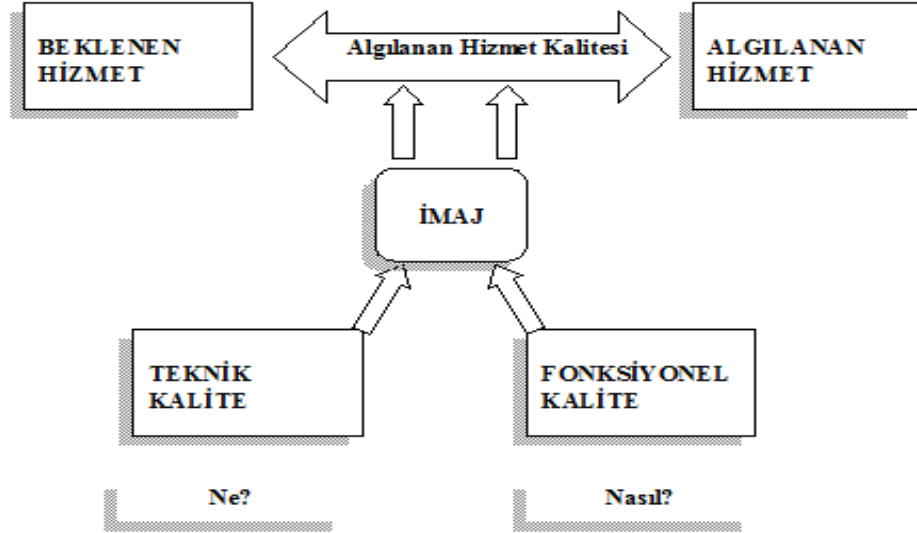 BEKLENEN
HİZMET
Algılanan Hizmet Kalitesi
ALGILANAN
HİZMET
İMAJ
TEKNİK
KALİTE
FONKSİYONEL
KALİTE
Ne?
Nasıl?